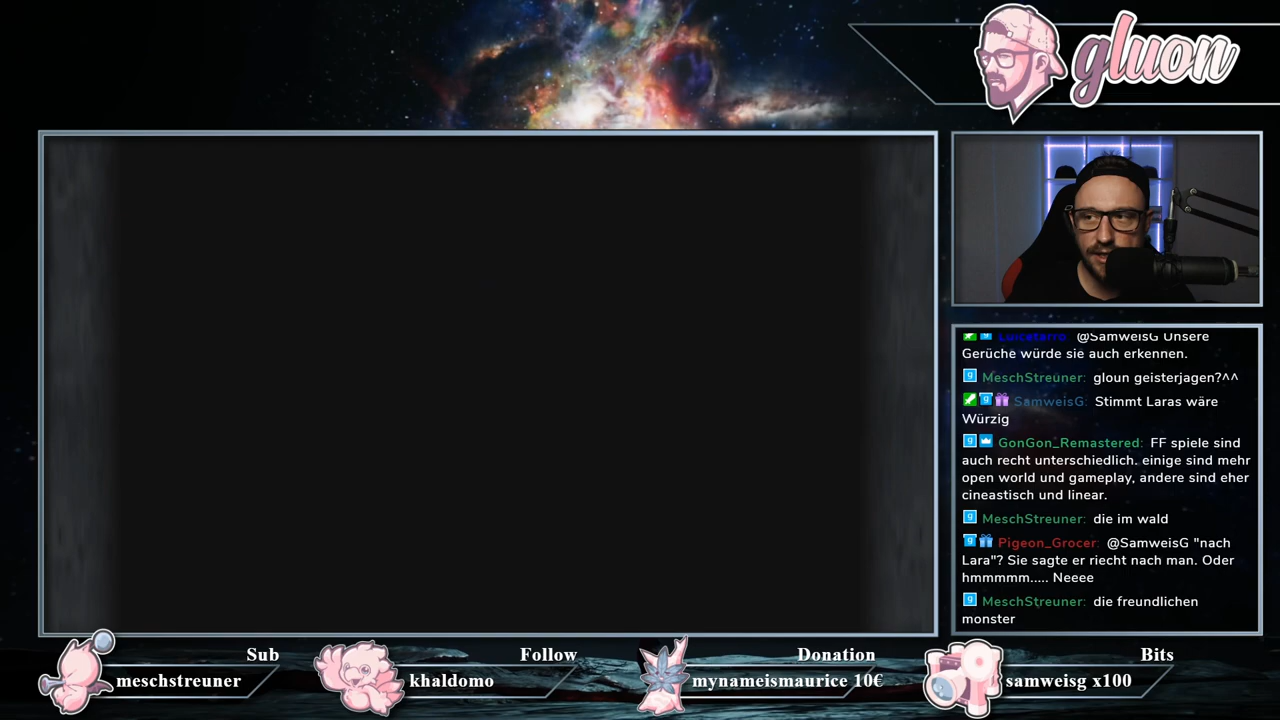 gluon
Luicaterro: @SamweisG Unsere
Gerüche würde sie auch erkennen.
MeschStreuner: gloun geisterjagen?^^
SamweisG: Stimmt Laras wäre
Würzig
GonGon_Remastered: FF spiele sind
auch recht unterschiedlich. einige sind mehr
open world und gameplay, andere sind eher
cineastisch und linear.
MeschStreuner: die im wald
Pigeon_Grocer: @SamweisG "nach
Lara"? Sie sagte er riecht nach man. Oder
hmmmmm..... Neeee
MeschStreuner: die freundlichen
monster
Sub
meschstreuner
Follow
khaldomo
Donation
mynameismaurice 10€
Bits
samweisg x100